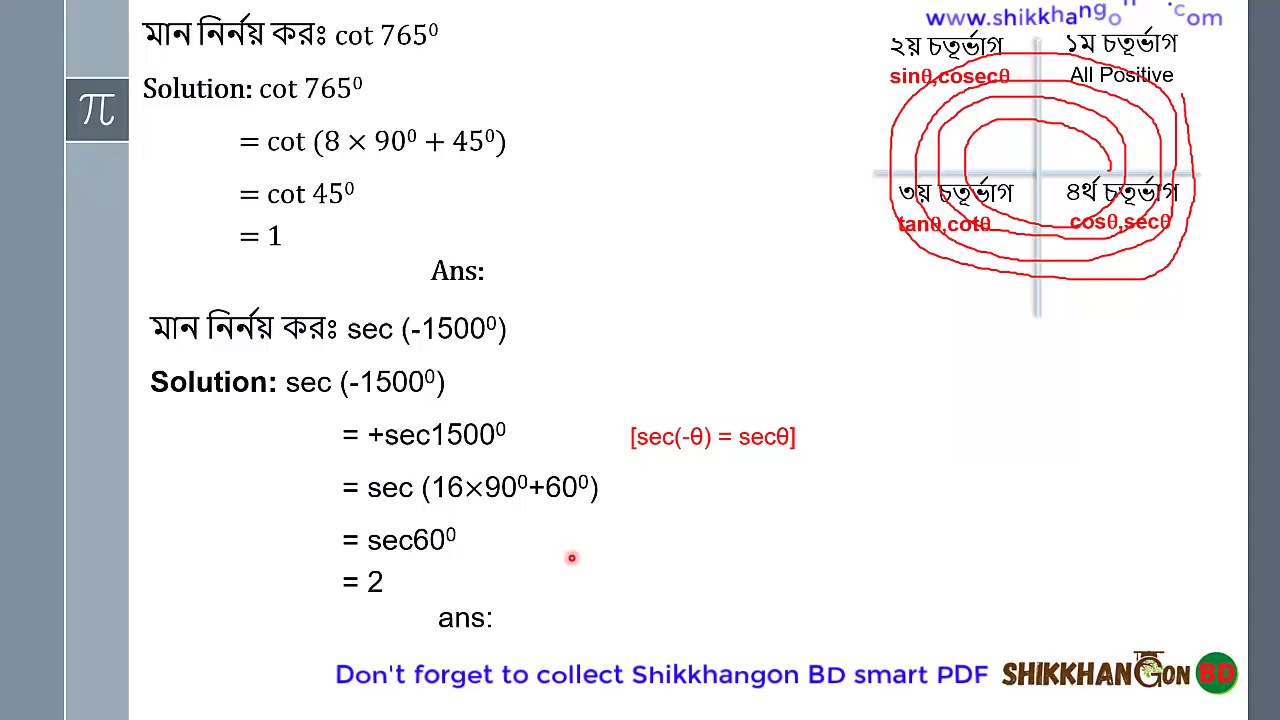 www.shikkhangon.com
মান নির্নয় করঃ cot 765⁰
Solution: cot 765⁰
= cot (8 × 90⁰ + 45⁰)
= cot 45⁰
= 1
Ans:
২য় চতূর্ভাগ
sinθ,cosecθ
১ম চতূর্ভাগ
All Positive
৩য় চতূর্ভাগ
tanθ,cotθ
৪র্থ চতূর্ভাগ
cosθ,secθ
π
মান নির্নয় করঃ sec (-1500⁰)
Solution: sec (-1500⁰)
= +sec1500⁰ [sec(-θ) = secθ]
= sec (16×90⁰+60⁰)
= sec60⁰
= 2
ans:
Don't forget to collect Shikkhangon BD smart PDF
SHIKKHANGON BD